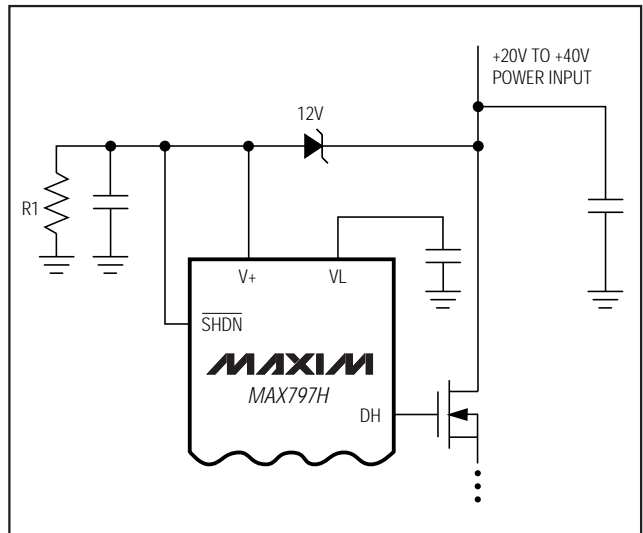 +20V TO +40V
POWER INPUT
12V
R1
V+
VL
SHDN
MAXIM
MAX797H
DH